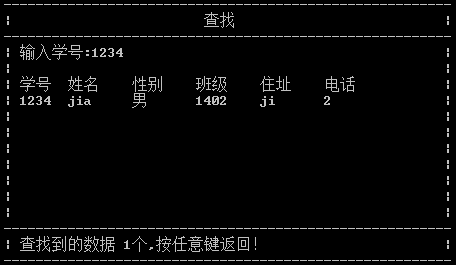 查找
输入学号:1234
学号 姓名 性别 班级 住址 电话
1234 jia 男 1402 ji 2
查找到的数据 1个,按任意键返回!